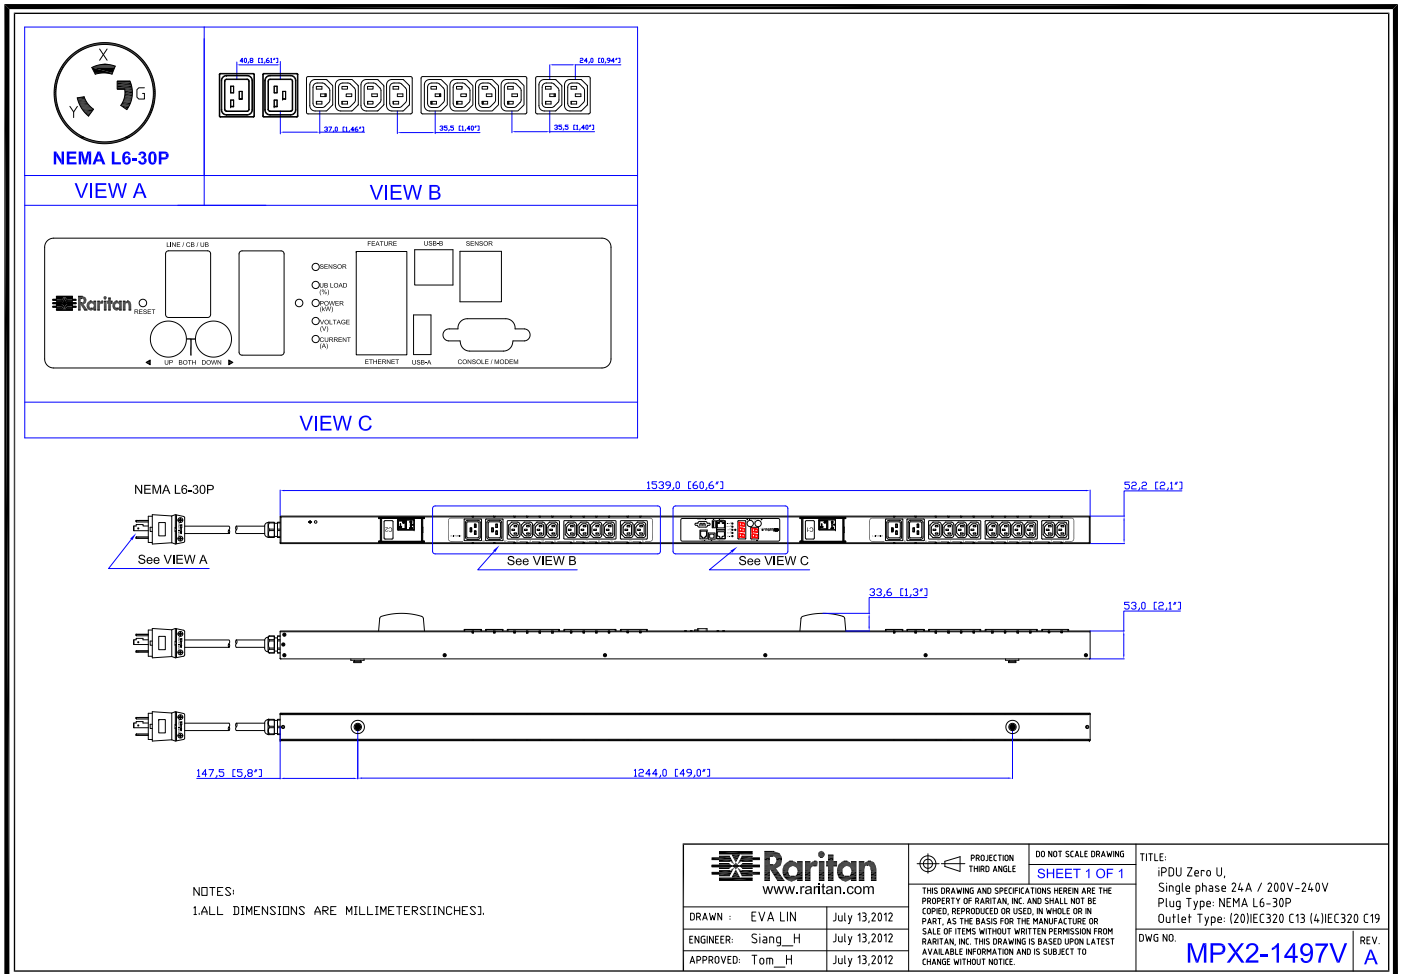 X
G
Y
NEMA L6-30P
VIEW A
40,8 [1,61"]
24,0 [0,94"]
37,0 [1,46"]
35,5 [1,40"]
35,5 [1,40"]
VIEW B
LINE / CB / UB
FEATURE
USB-B
SENSOR
Raritan
RESET
SENSOR
UB LOAD
(%)
POWER
(kW)
VOLTAGE
(V)
CURRENT
(A)
UP BOTH DOWN
ETHERNET
USB-A
CONSOLE / MODEM
VIEW C
NEMA L6-30P
1539,0 [60,6"]
52,2 [2,1"]
See VIEW A
See VIEW B
See VIEW C
33,6 [1,3"]
53,0 [2,1"]
147,5 [5,8"]
1244,0 [49,0"]
NOTES:
1.ALL DIMENSIONS ARE MILLIMETERS[INCHES].
Raritan
www.raritan.com
DRAWN : EVA LIN July 13,2012
ENGINEER: Siang_H July 13,2012
APPROVED: Tom_H July 13,2012
PROJECTION
THIRD ANGLE
DO NOT SCALE DRAWING
SHEET 1 OF 1
THIS DRAWING AND SPECIFICATIONS HEREIN ARE THE
PROPERTY OF RARITAN, INC. AND SHALL NOT BE
COPIED, REPRODUCED OR USED, IN WHOLE OR IN
PART, AS THE BASIS FOR THE MANUFACTURE OR
SALE OF ITEMS WITHOUT WRITTEN PERMISSION FROM
RARITAN, INC. THIS DRAWING IS BASED UPON LATEST
AVAILABLE INFORMATION AND IS SUBJECT TO
CHANGE WITHOUT NOTICE.
TITLE:
iPDU Zero U,
Single phase 24A / 200V-240V
Plug Type: NEMA L6-30P
Outlet Type: (20)IEC320 C13 (4)IEC320 C19
DWG NO.
MPX2-1497V
REV.
A